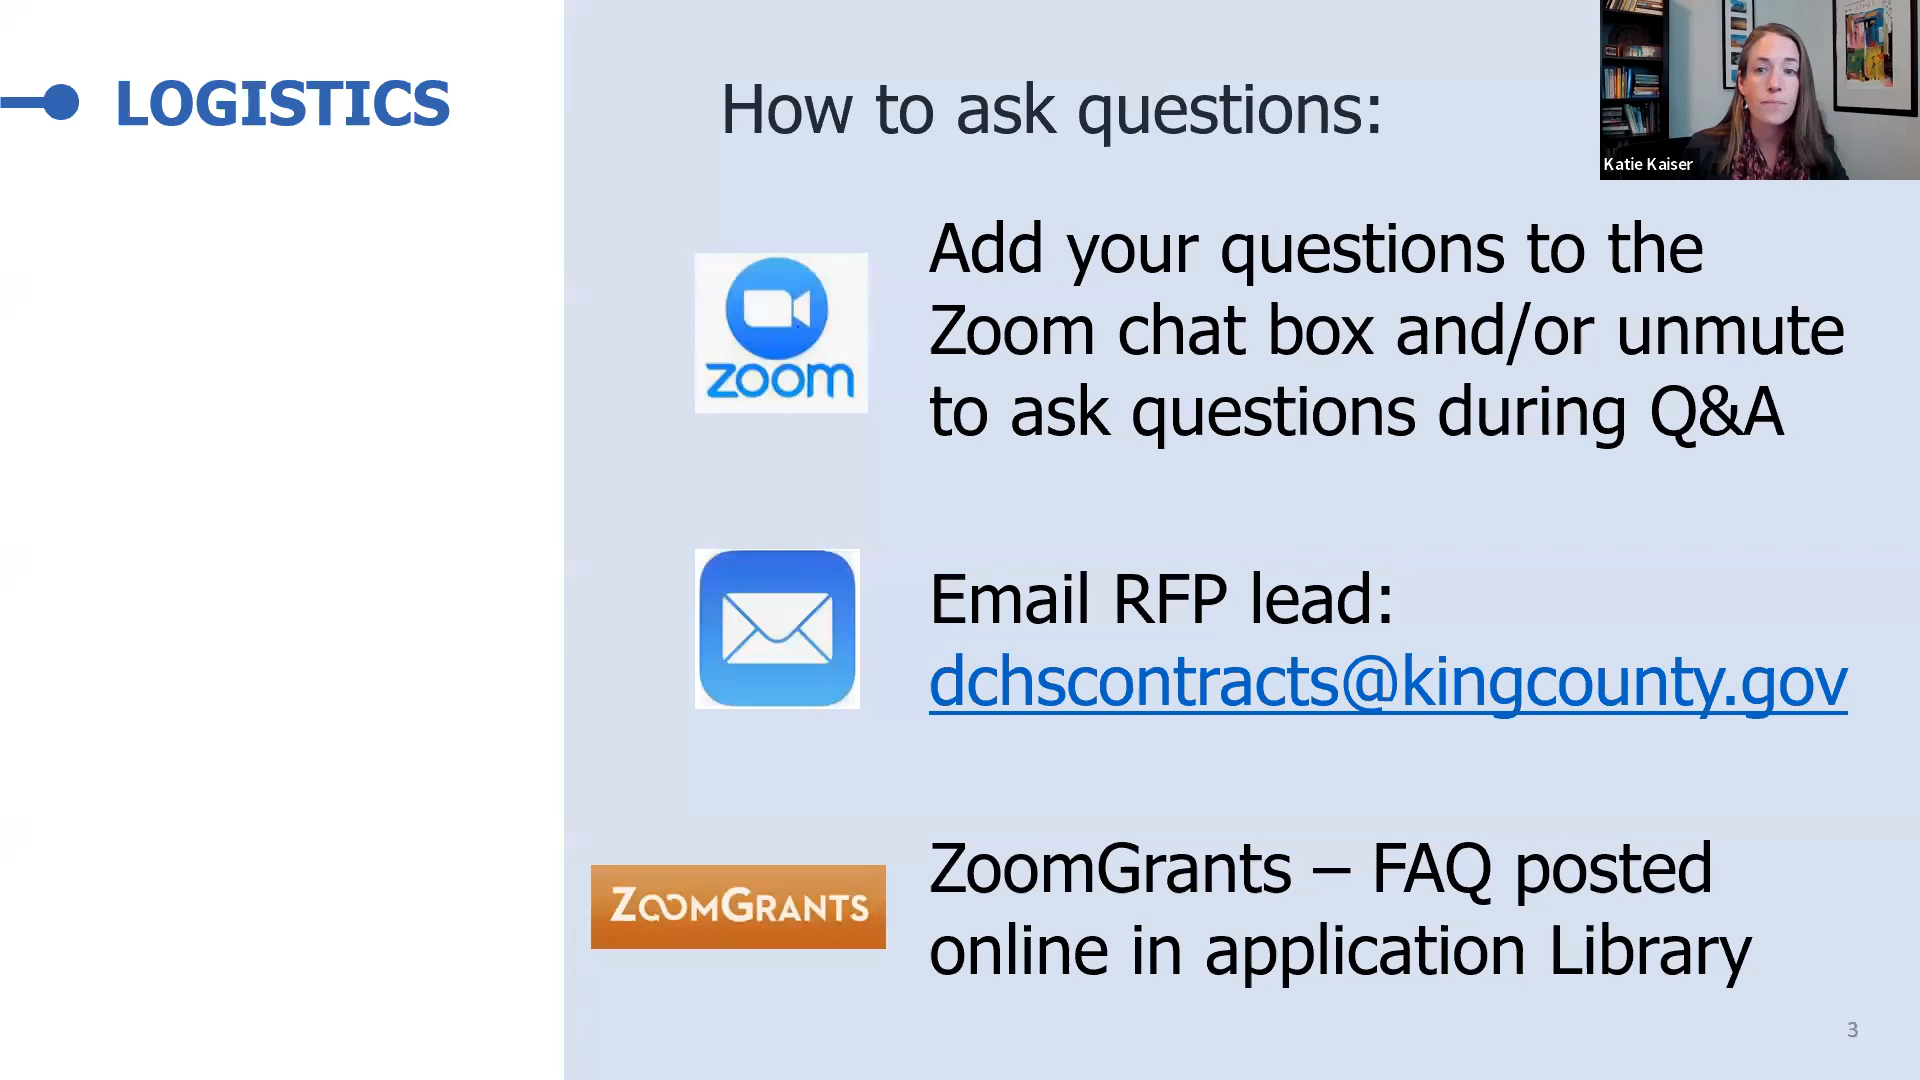 LOGISTICS
How to ask questions:
Katie Kaiser
zoom
Add your questions to the
Zoom chat box and/or unmute
to ask questions during Q&A
Email RFP lead:
dchscontracts@kingcounty.gov
ZOOMGRANTS
ZoomGrants – FAQ posted
online in application Library
3